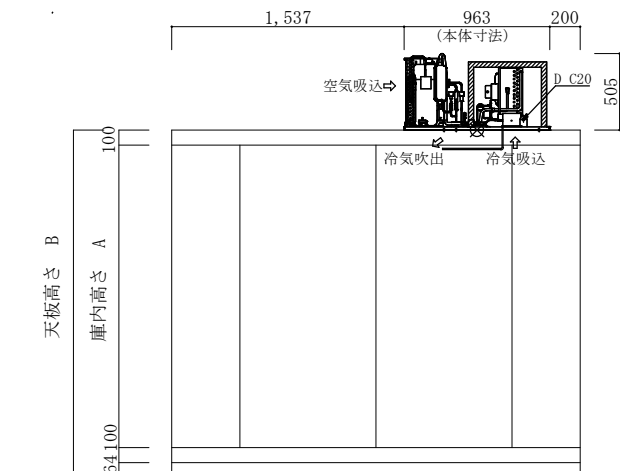 1,537
963
200
(本体寸法)
空気吸込
D C20
505
100
冷気吹出
冷気吸込
天板高さ B
庫内高さ A
100
64